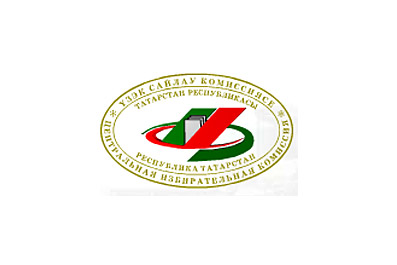 ҮЗӘК САЙЛАУ КОМИССИЯСЕ
ТАТАРСТАН РЕСПУБЛИКАСЫ
РЕСПУБЛИКА ТАТАРСТАН
ЦЕНТРАЛЬНАЯ ИЗБИРАТЕЛЬНАЯ КОМИССИЯ